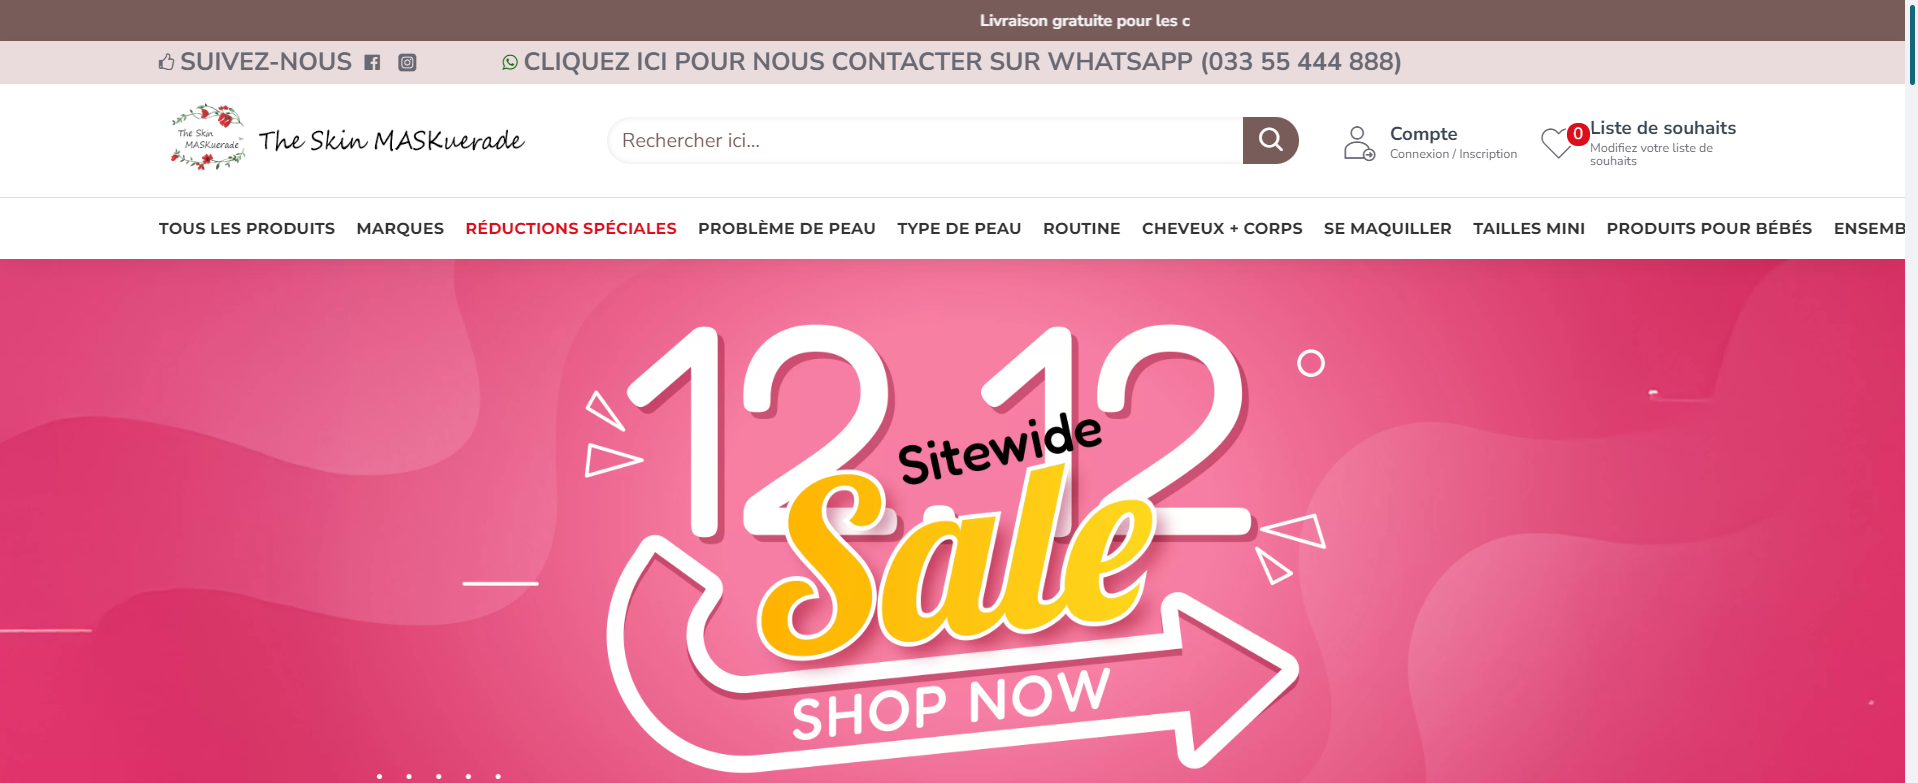 Livraison gratuite pour les c
SUIVEZ-NOUS
CLIQUEZ ICI POUR NOUS CONTACTER SUR WHATSAPP (033 55 444 888)
The Skin
MASKuerade
The Skin MASKuerade
Rechercher ici...
Compte
Connexion / Inscription
0
Liste de souhaits
Modifiez votre liste de
souhaits
TOUS LES PRODUITS MARQUES RÉDUCTIONS SPÉCIALES PROBLÈME DE PEAU TYPE DE PEAU ROUTINE CHEVEUX + CORPS SE MAQUILLER TAILLES MINI PRODUITS POUR BÉBÉS ENSEMB
12.12
Sitewide
Sale
SHOP NOW